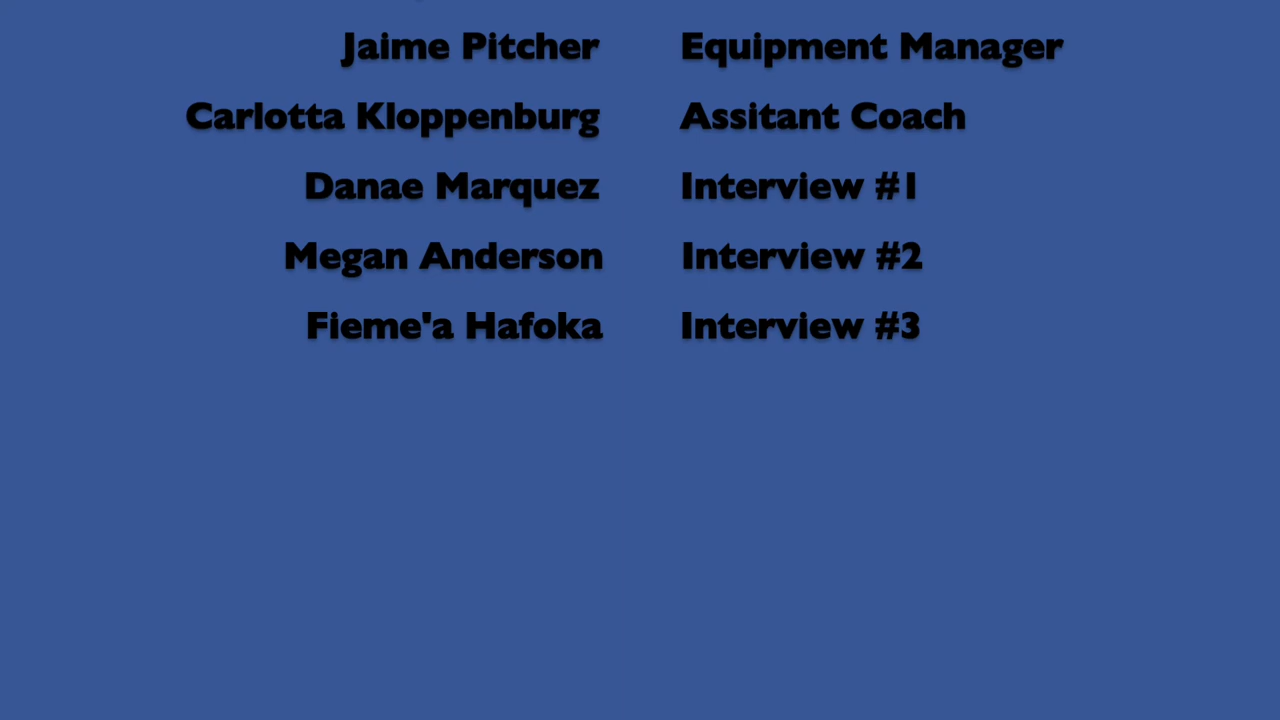 Jaime Pitcher Equipment Manager
Carlotta Kloppenburg Assitant Coach
Danae Marquez Interview #1
Megan Anderson Interview #2
Fieme'a Hafoka Interview #3